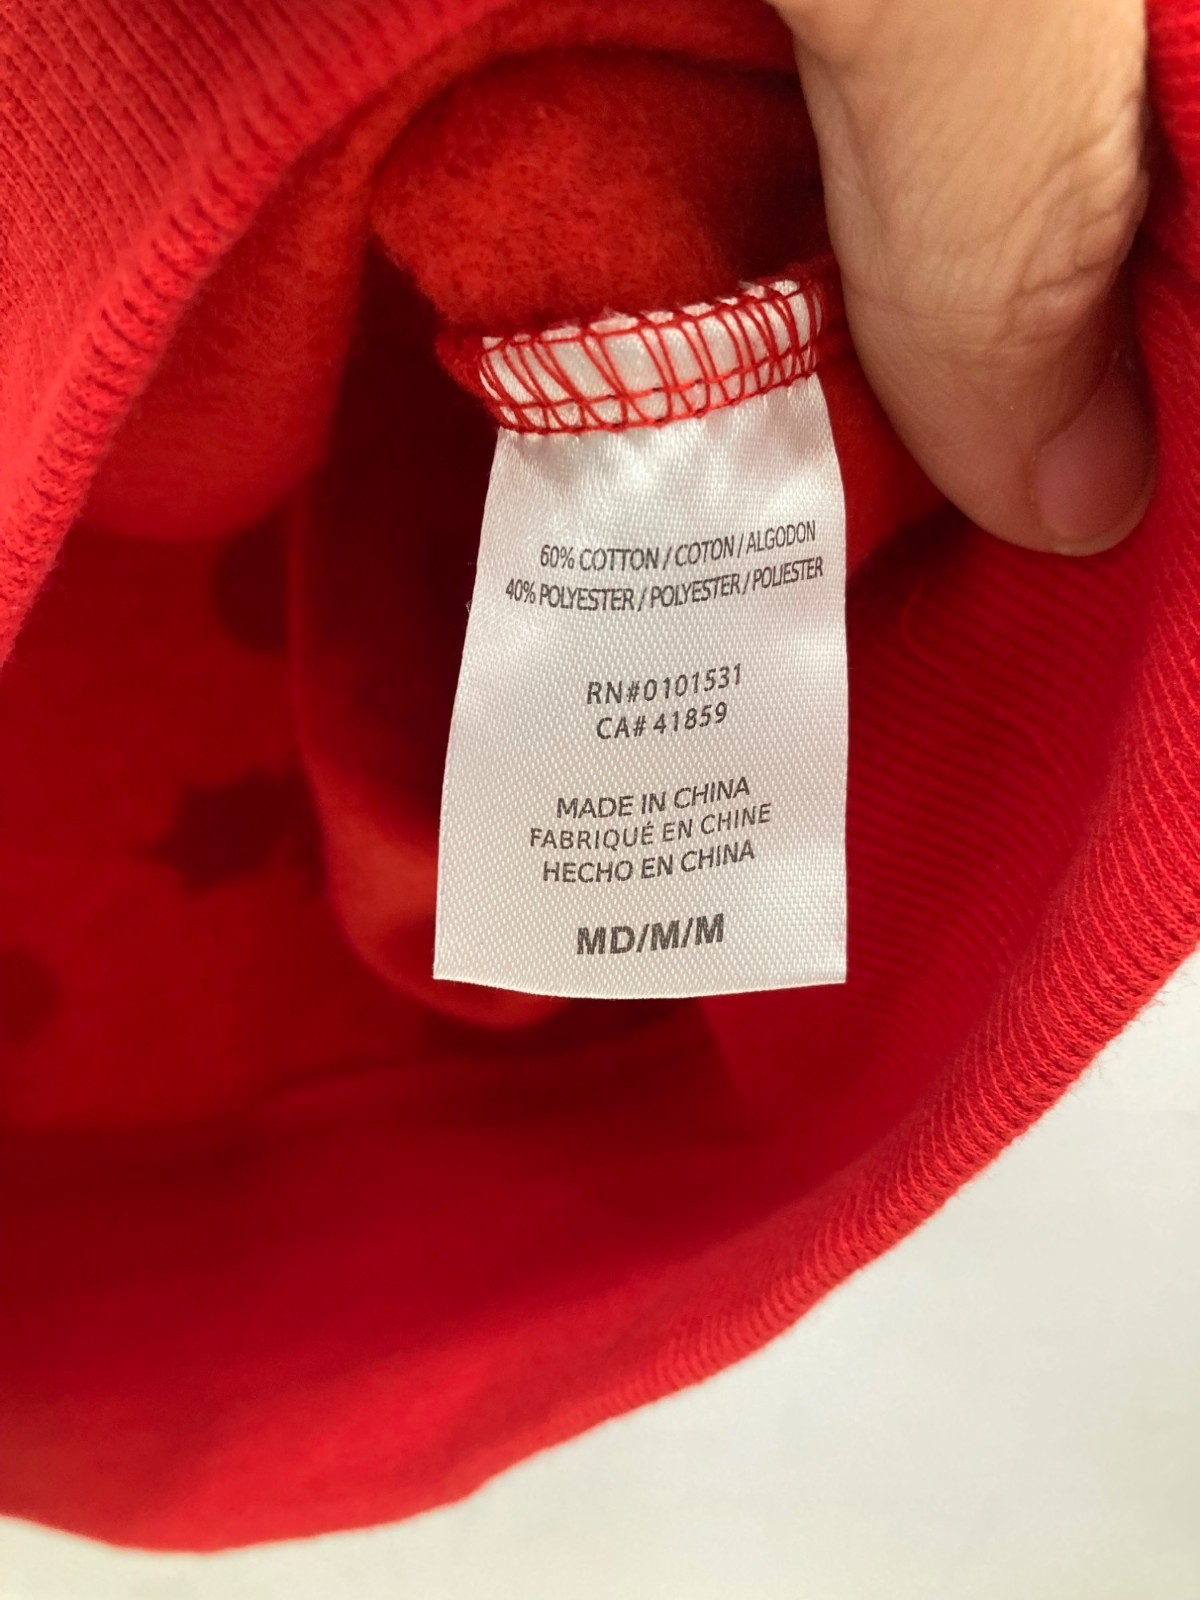 60% COTTON / COTON / ALGODON
40% POLYESTER / POLYESTER / POLIESTER
RN#0101531
CA# 41859
MADE IN CHINA
FABRIQUÉ EN CHINE
HECHO EN CHINA
MD/M/M